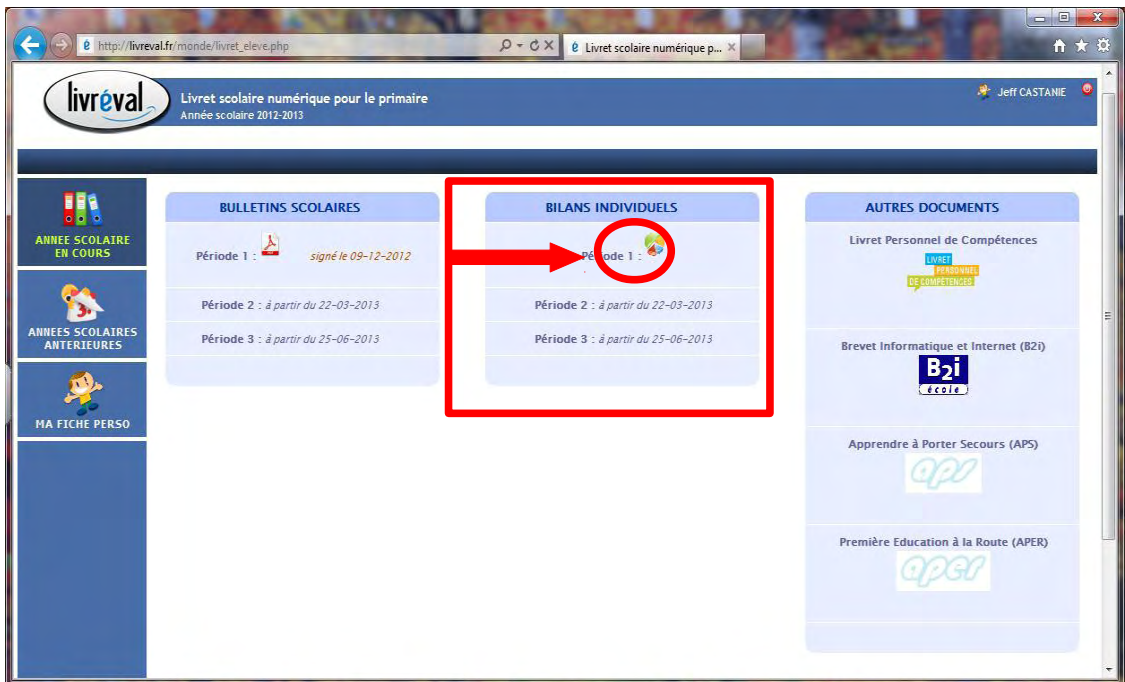 http://livreval.fr/monde/livret_eleve.php
Livret scolaire numérique p...
livréval
Livret scolaire numérique pour le primaire
Année scolaire 2012-2013
Jeff CASTANIE
ANNEE SCOLAIRE
EN COURS
ANNEES SCOLAIRES
ANTERIEURES
MA FICHE PERSO
BULLETINS SCOLAIRES
Période 1 : signé le 09-12-2012
Période 2 : à partir du 22-03-2013
Période 3 : à partir du 25-06-2013
BILANS INDIVIDUELS
Période 1 :
Période 2 : à partir du 22-03-2013
Période 3 : à partir du 25-06-2013
AUTRES DOCUMENTS
Livret Personnel de Compétences
LIVRET
PERSONNEL
DE COMPÉTENCES
Brevet Informatique et Internet (B2i)
B2i
école
Apprendre à Porter Secours (APS)
aps
Première Education à la Route (APER)
aper